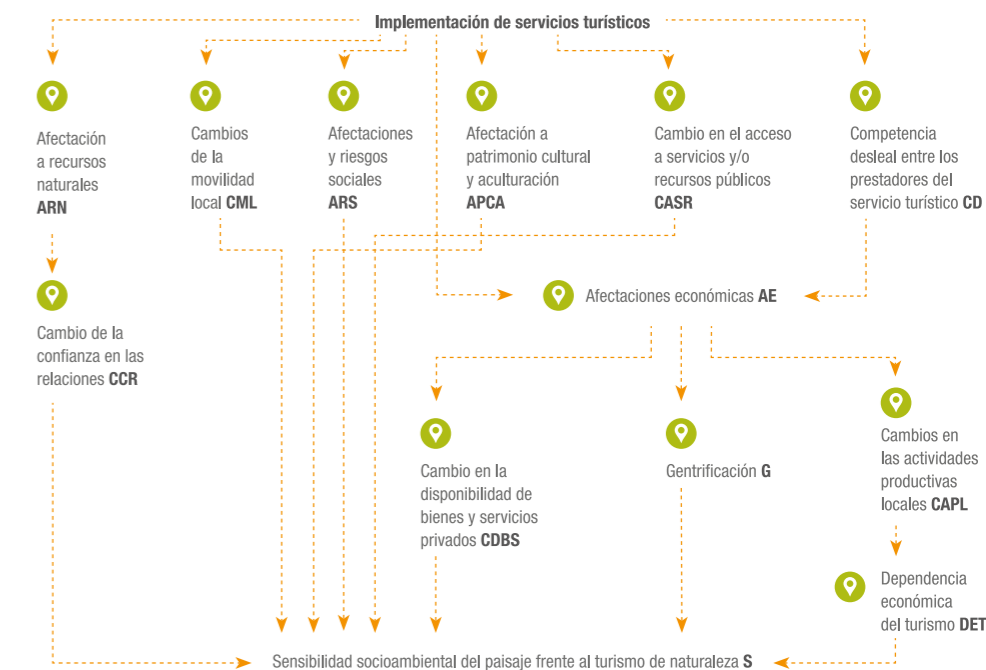 Implementación de servicios turísticos
Afectación
a recursos
naturales
ARN
Cambios
de la
movilidad
local CML
Afectaciones
y riesgos
sociales
ARS
Afectación a
patrimonio cultural
y aculturación
APCA
Cambio en el acceso
a servicios y/o
recursos públicos
CASR
Competencia
desleal entre los
prestadores del
servicio turístico CD
Afectaciones económicas AE
Cambio de la
confianza en las
relaciones CCR
Cambio en la
disponibilidad de
bienes y servicios
privados CDBS
Gentrificación G
Cambios en
las actividades
productivas
locales CAPL
Dependencia
económica
del turismo DET
Sensibilidad socioambiental del paisaje frente al turismo de naturaleza S